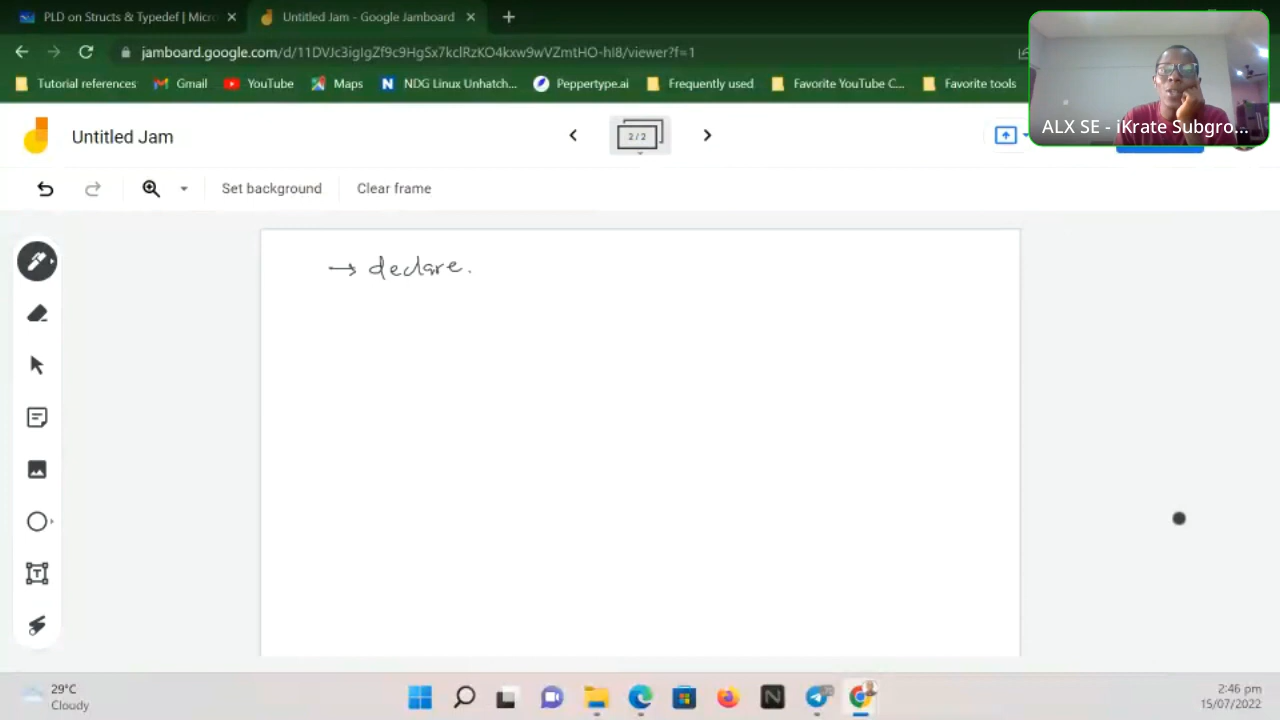 PLD on Structs & Typedef | Micro
Untitled Jam - Google Jamboard
jamboard.google.com/d/11DVJc3igIgZf9c9HgSx7kclRzKO4kxw9wVZmtHO-hI8/viewer?f=1
Tutorial references
Gmail
YouTube
Maps
NDG Linux Unhatch...
Peppertype.ai
Frequently used
Favorite YouTube C...
Favorite tools
ALX SE - iKrate Subgro...
Untitled Jam
2 / 2
Set background
Clear frame
→ declare.
29°C
Cloudy
2:46 pm
15/07/2022